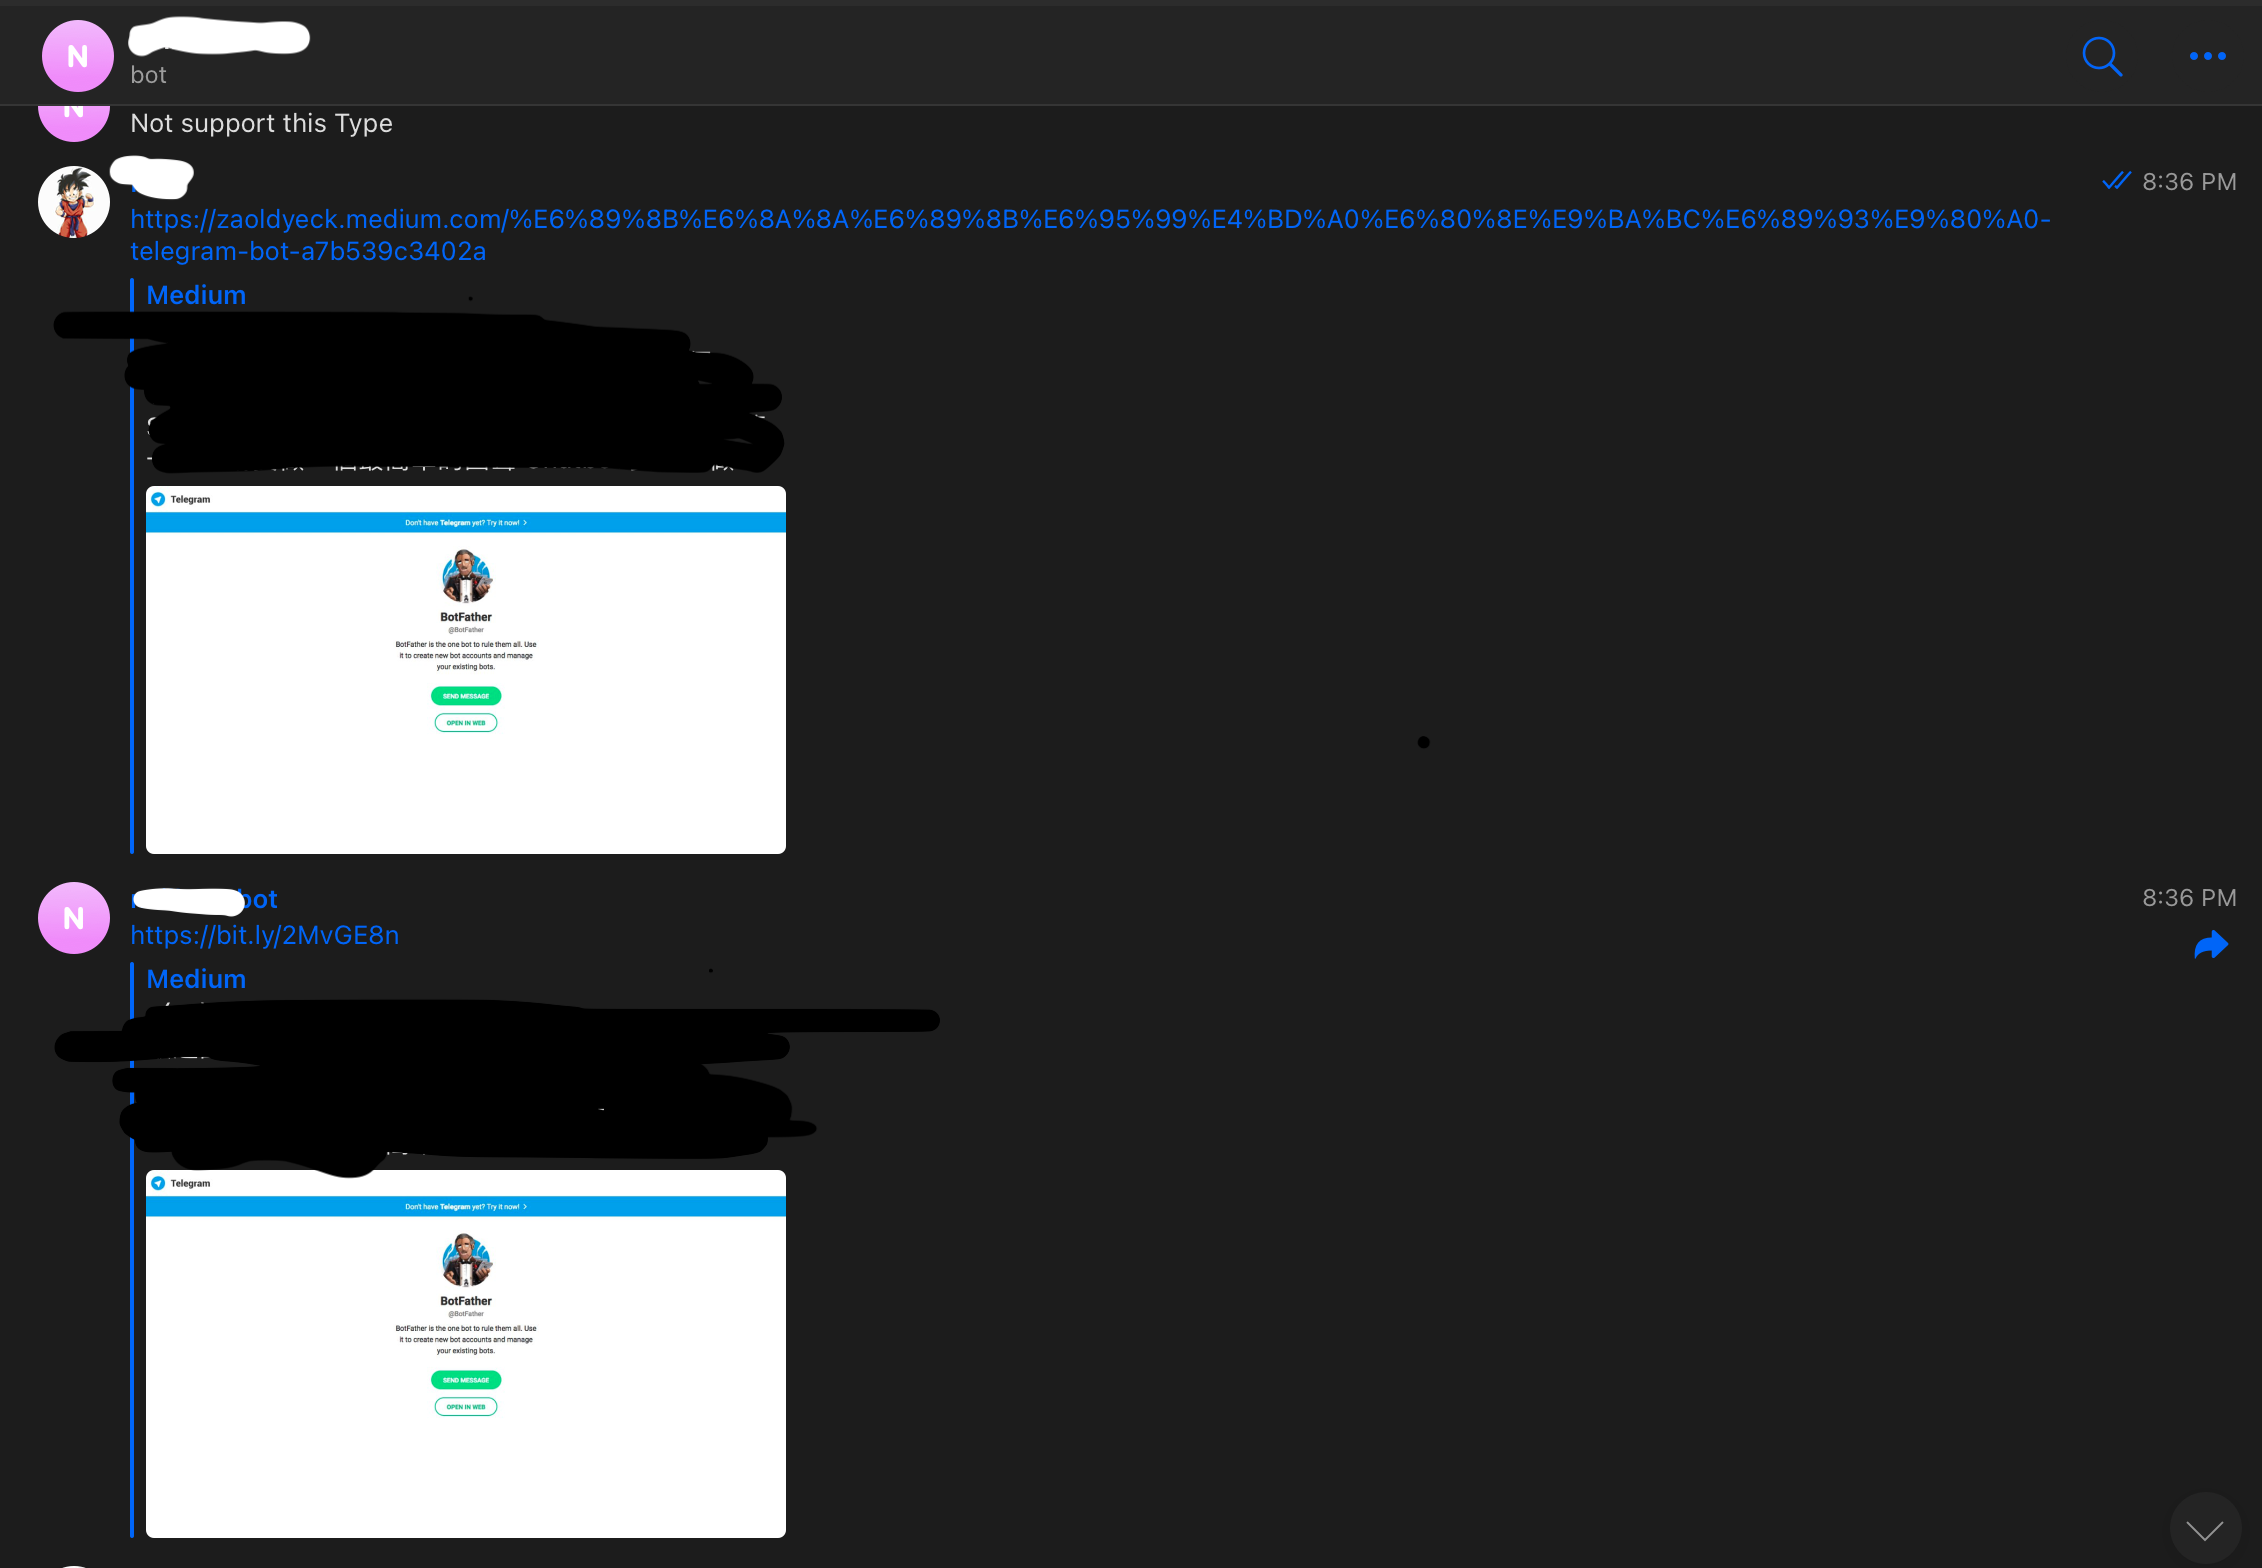 N
bot
N
Not support this Type
8:36 PM
https://zaoldyeck.medium.com/%E6%89%8B%E6%8A%8A%E6%89%8B%E6%95%99%E4%BD%A0%E6%80%8E%E9%BA%BC%E6%89%93%E9%80%A0-
telegram-bot-a7b539c3402a
Medium
Telegram
Don't have Telegram yet? Try it now!
BotFather
@BotFather
BotFather is the one bot to rule them all. Use
it to create new bot accounts and manage
your existing bots.
SEND MESSAGE
OPEN IN WEB
N
bot
8:36 PM
https://bit.ly/2MvGE8n
Medium
Telegram
Don't have Telegram yet? Try it now!
BotFather
@BotFather
BotFather is the one bot to rule them all. Use
it to create new bot accounts and manage
your existing bots.
SEND MESSAGE
OPEN IN WEB